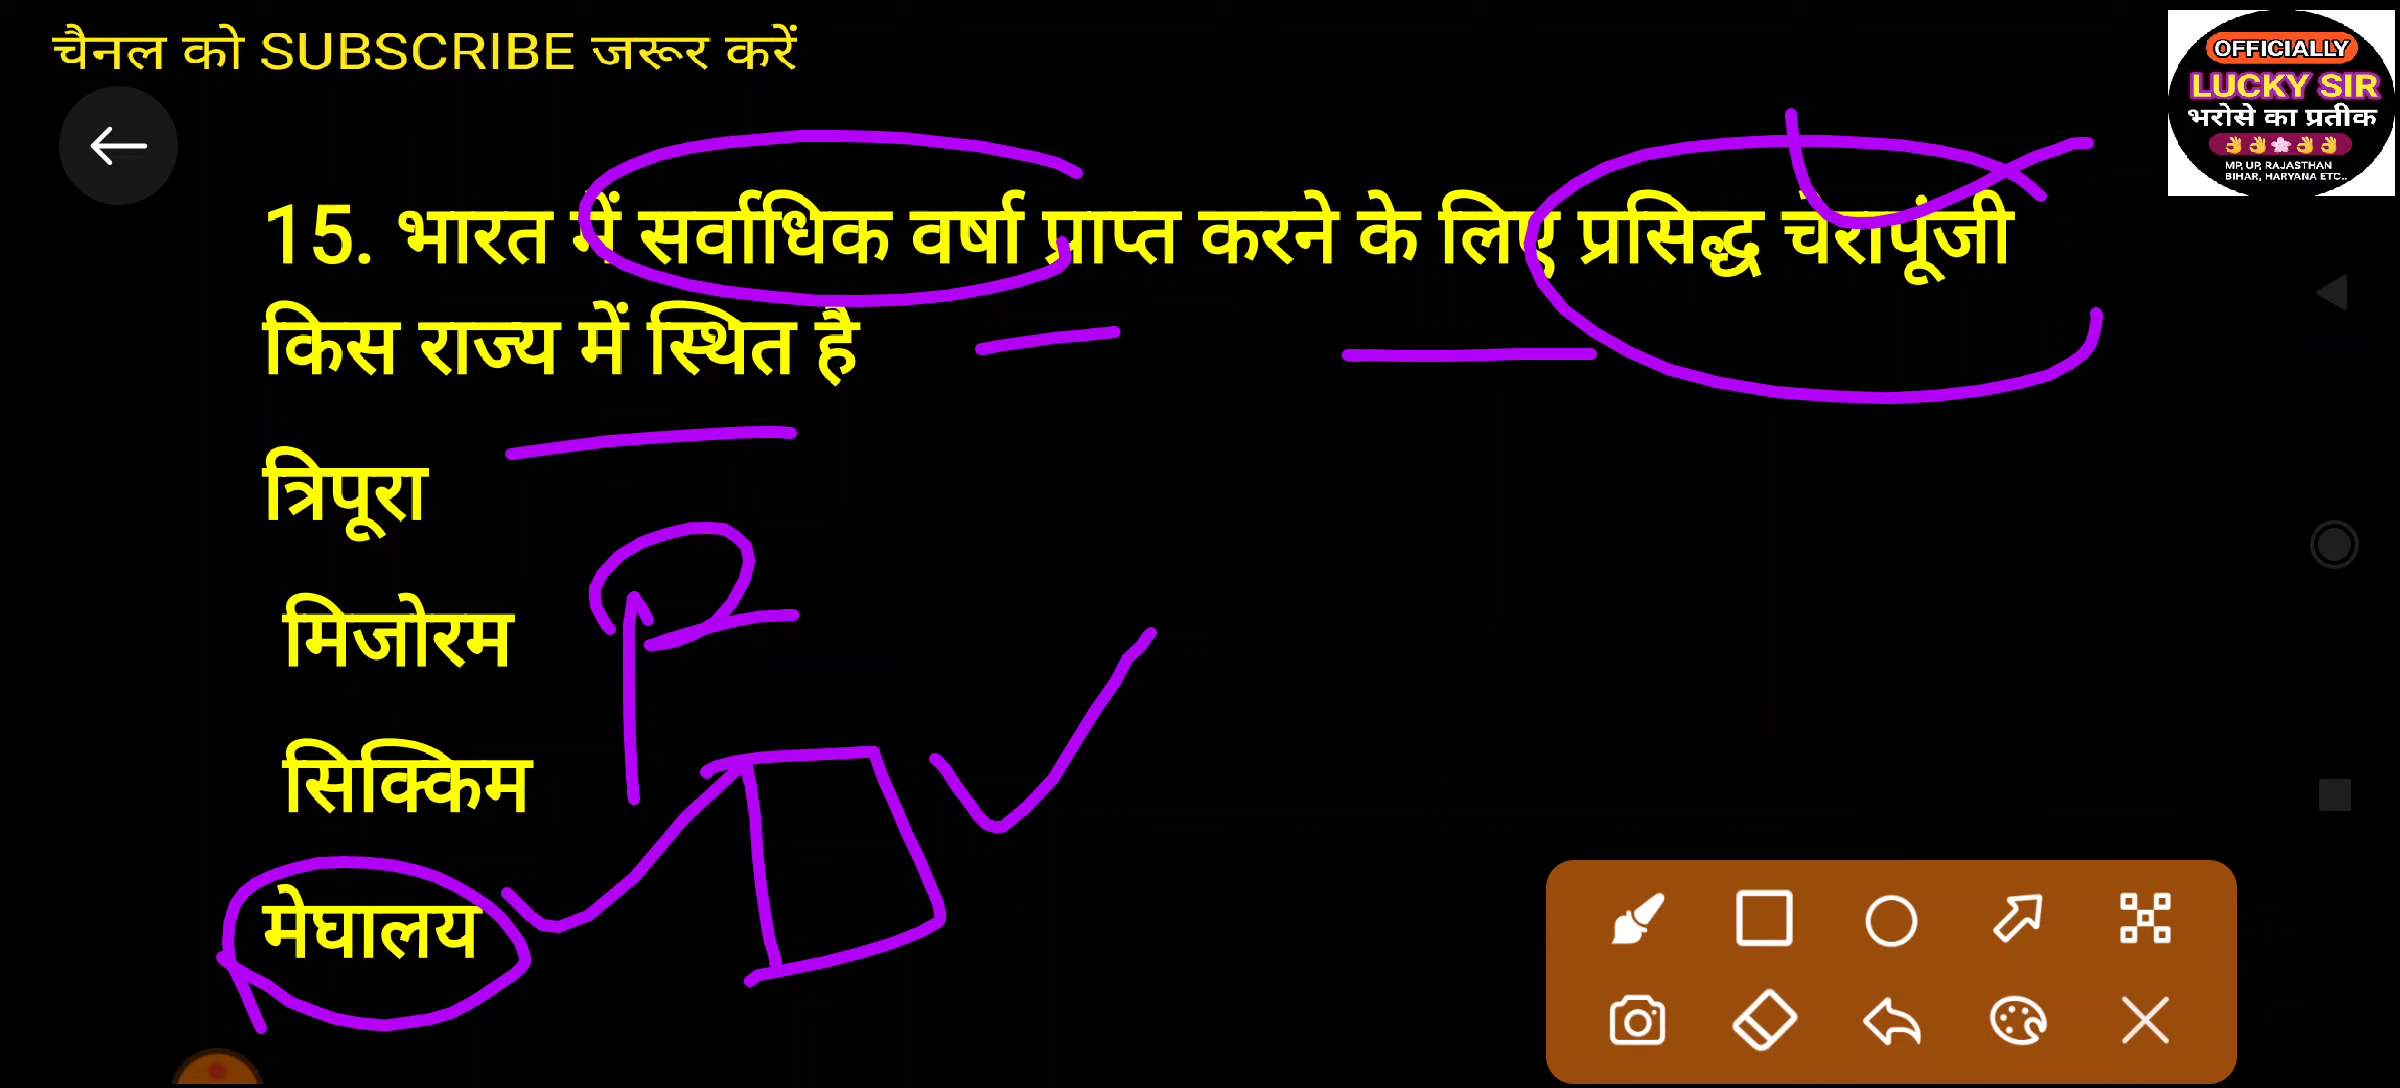 चैनल को SUBSCRIBE जरूर करें
OFFICIALLY
LUCKY SIR
भरोसे का प्रतीक
MP, UP, RAJASTHAN
BIHAR, HARYANA ETC..
15. भारत में सर्वाधिक वर्षा प्राप्त करने के लिए प्रसिद्ध चेरापूंजी
किस राज्य में स्थित है
त्रिपूरा
मिजोरम
सिक्किम
मेघालय